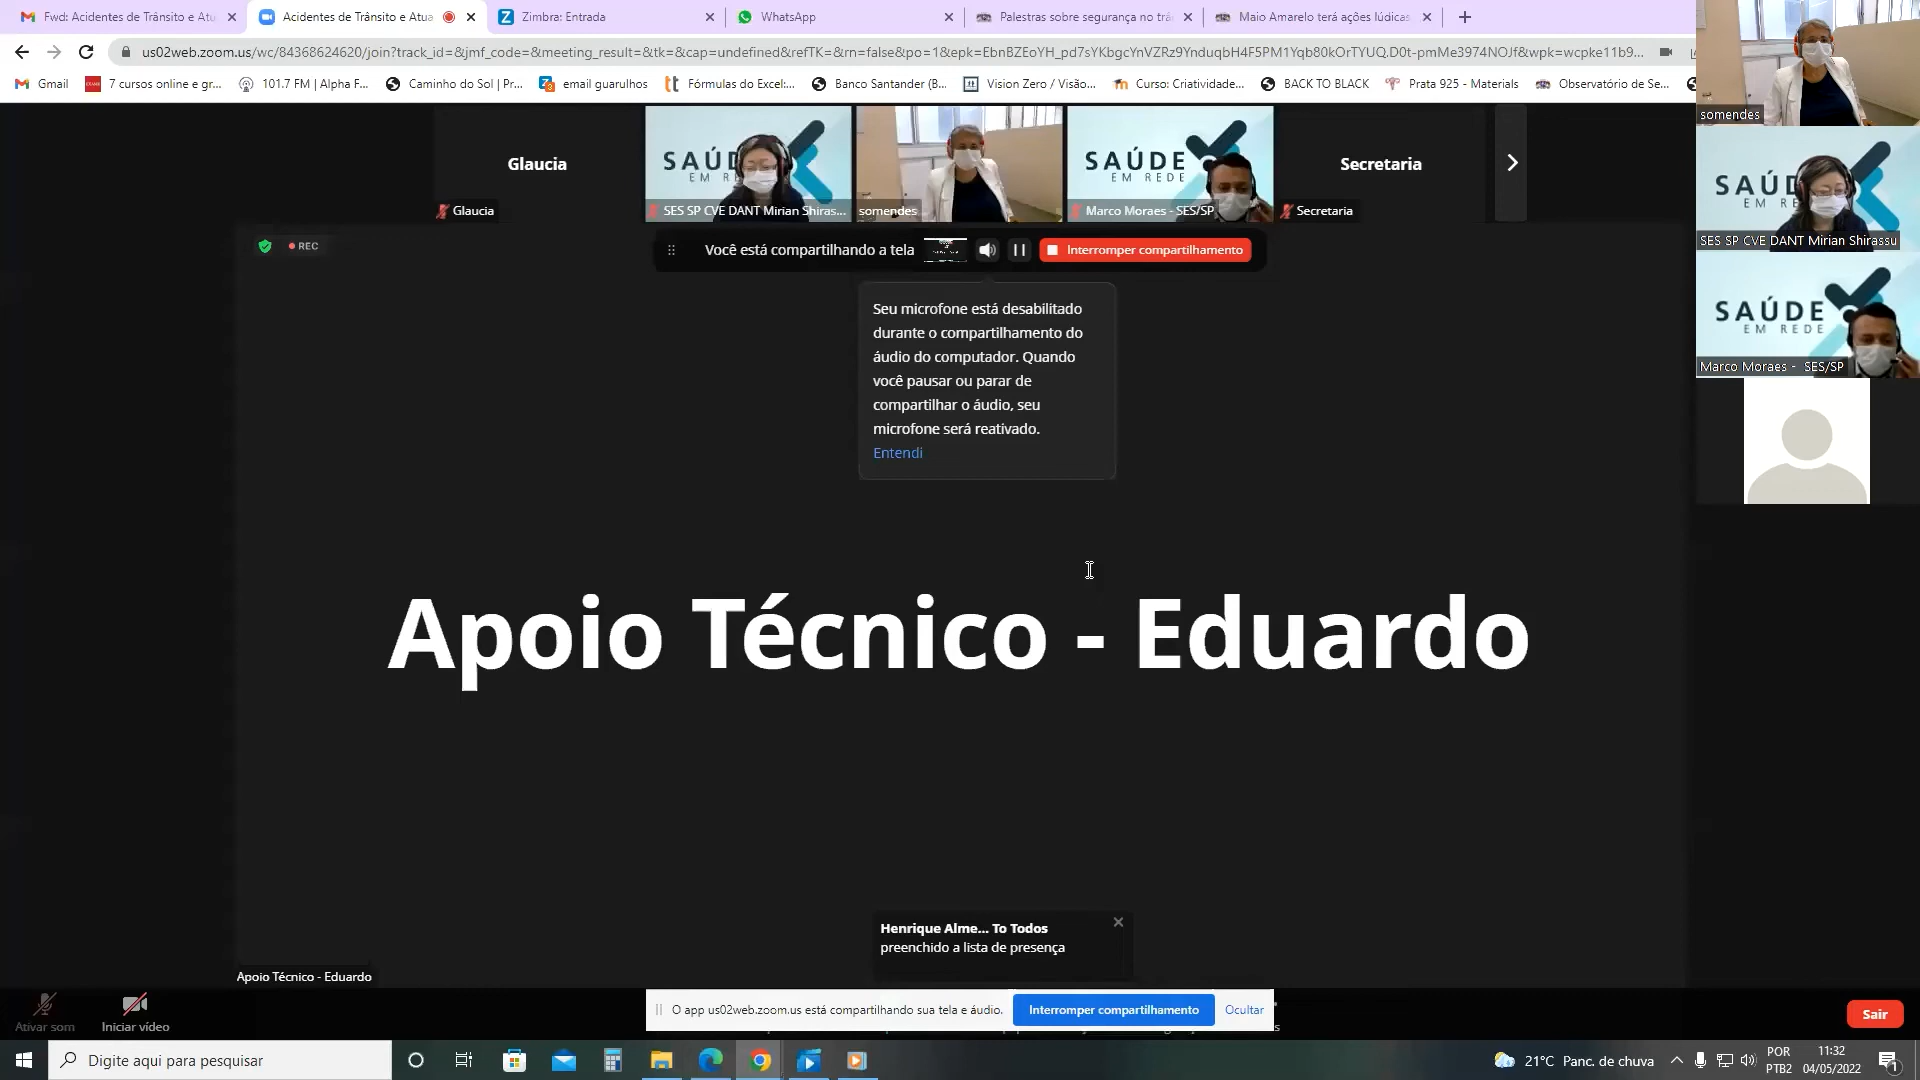 Fwd: Acidentes de Trânsito e Atu
Acidentes de Trânsito e Atua
Zimbra: Entrada
WhatsApp
Palestras sobre segurança no trâ
Maio Amarelo terá ações lúdicas
us02web.zoom.us/wc/84368624620/join?track_id=&jmf_code=&meeting_result=&tk=&cap=undefined&refTK=&rn=false&po=1&epk=EbnBZEoYH_pd7sYKbgcYnVZRz9YnduqbH4F5PM1Yqb80kOrTYUQ.D0t-pmMe3974NOJf&wpk=wcpke11b9...
Gmail
7 cursos online e gr...
101.7 FM | Alpha F...
Caminho do Sol | Pr...
email guarulhos
Fórmulas do Excel:...
Banco Santander (B...
Vision Zero / Visão...
Curso: Criatividade...
BACK TO BLACK
Prata 925 - Materials
Observatório de Se...
somendes
Glaucia
Glaucia
SAÚD
EM R
SES SP CVE DANT Mirian Shiras...
somendes
SAÚDE
EM REDE
Marco Moraes - SES/SP
Secretaria
Secretaria
SAÚD
SES SP CVE DANT Mirian Shirassu
SAÚDE
EM REDE
Marco Moraes - SES/SP
REC
Você está compartilhando a tela
Interromper compartilhamento
Seu microfone está desabilitado
durante o compartilhamento do
áudio do computador. Quando
você pausar ou parar de
compartilhar o áudio, seu
microfone será reativado.
Entendi
Apoio Técnico - Eduardo
Henrique Alme... To Todos
preenchido a lista de presença
Apoio Técnico - Eduardo
Ativar som
Iniciar vídeo
O app us02web.zoom.us está compartilhando sua tela e áudio.
Interromper compartilhamento
Ocultar
Sair
Digite aqui para pesquisar
21°C Panc. de chuva
POR
PTB2
11:32
04/05/2022
1